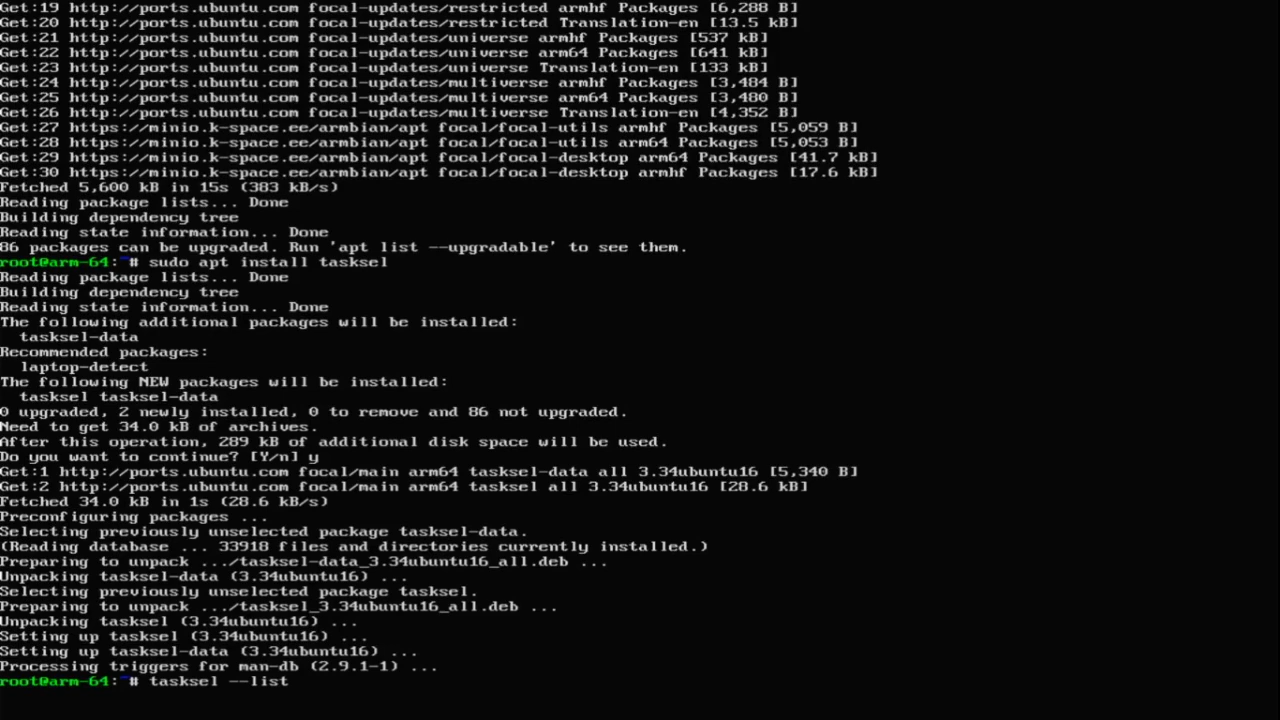 Get:19 http://ports.ubuntu.com focal-updates/restricted armhf Packages [6,288 B]
Get:20 http://ports.ubuntu.com focal-updates/restricted Translation-en [13.5 kB]
Get:21 http://ports.ubuntu.com focal-updates/universe armhf Packages [537 kB]
Get:22 http://ports.ubuntu.com focal-updates/universe arm64 Packages [641 kB]
Get:23 http://ports.ubuntu.com focal-updates/universe Translation-en [133 kB]
Get:24 http://ports.ubuntu.com focal-updates/multiverse armhf Packages [3,484 B]
Get:25 http://ports.ubuntu.com focal-updates/multiverse arm64 Packages [3,480 B]
Get:26 http://ports.ubuntu.com focal-updates/multiverse Translation-en [4,352 B]
Get:27 https://minio.k-space.ee/armbian/apt focal/focal-utils armhf Packages [5,059 B]
Get:28 https://minio.k-space.ee/armbian/apt focal/focal-utils arm64 Packages [5,053 B]
Get:29 https://minio.k-space.ee/armbian/apt focal/focal-desktop arm64 Packages [41.7 kB]
Get:30 https://minio.k-space.ee/armbian/apt focal/focal-desktop armhf Packages [17.6 kB]
Fetched 5,600 kB in 15s (383 kB/s)
Reading package lists... Done
Building dependency tree
Reading state information... Done
86 packages can be upgraded. Run 'apt list --upgradable' to see them.
root@arm-64:~# sudo apt install tasksel
Reading package lists... Done
Building dependency tree
Reading state information... Done
The following additional packages will be installed:
  tasksel-data
Recommended packages:
  laptop-detect
The following NEW packages will be installed:
  tasksel tasksel-data
0 upgraded, 2 newly installed, 0 to remove and 86 not upgraded.
Need to get 34.0 kB of archives.
After this operation, 289 kB of additional disk space will be used.
Do you want to continue? [Y/n] y
Get:1 http://ports.ubuntu.com focal/main arm64 tasksel-data all 3.34ubuntu16 [5,340 B]
Get:2 http://ports.ubuntu.com focal/main arm64 tasksel all 3.34ubuntu16 [28.6 kB]
Fetched 34.0 kB in 1s (28.6 kB/s)
Preconfiguring packages ...
Selecting previously unselected package tasksel-data.
(Reading database ... 33918 files and directories currently installed.)
Preparing to unpack .../tasksel-data_3.34ubuntu16_all.deb ...
Unpacking tasksel-data (3.34ubuntu16) ...
Selecting previously unselected package tasksel.
Preparing to unpack .../tasksel_3.34ubuntu16_all.deb ...
Unpacking tasksel (3.34ubuntu16) ...
Setting up tasksel (3.34ubuntu16) ...
Setting up tasksel-data (3.34ubuntu16) ...
Processing triggers for man-db (2.9.1-1) ...
root@arm-64:~# tasksel --list